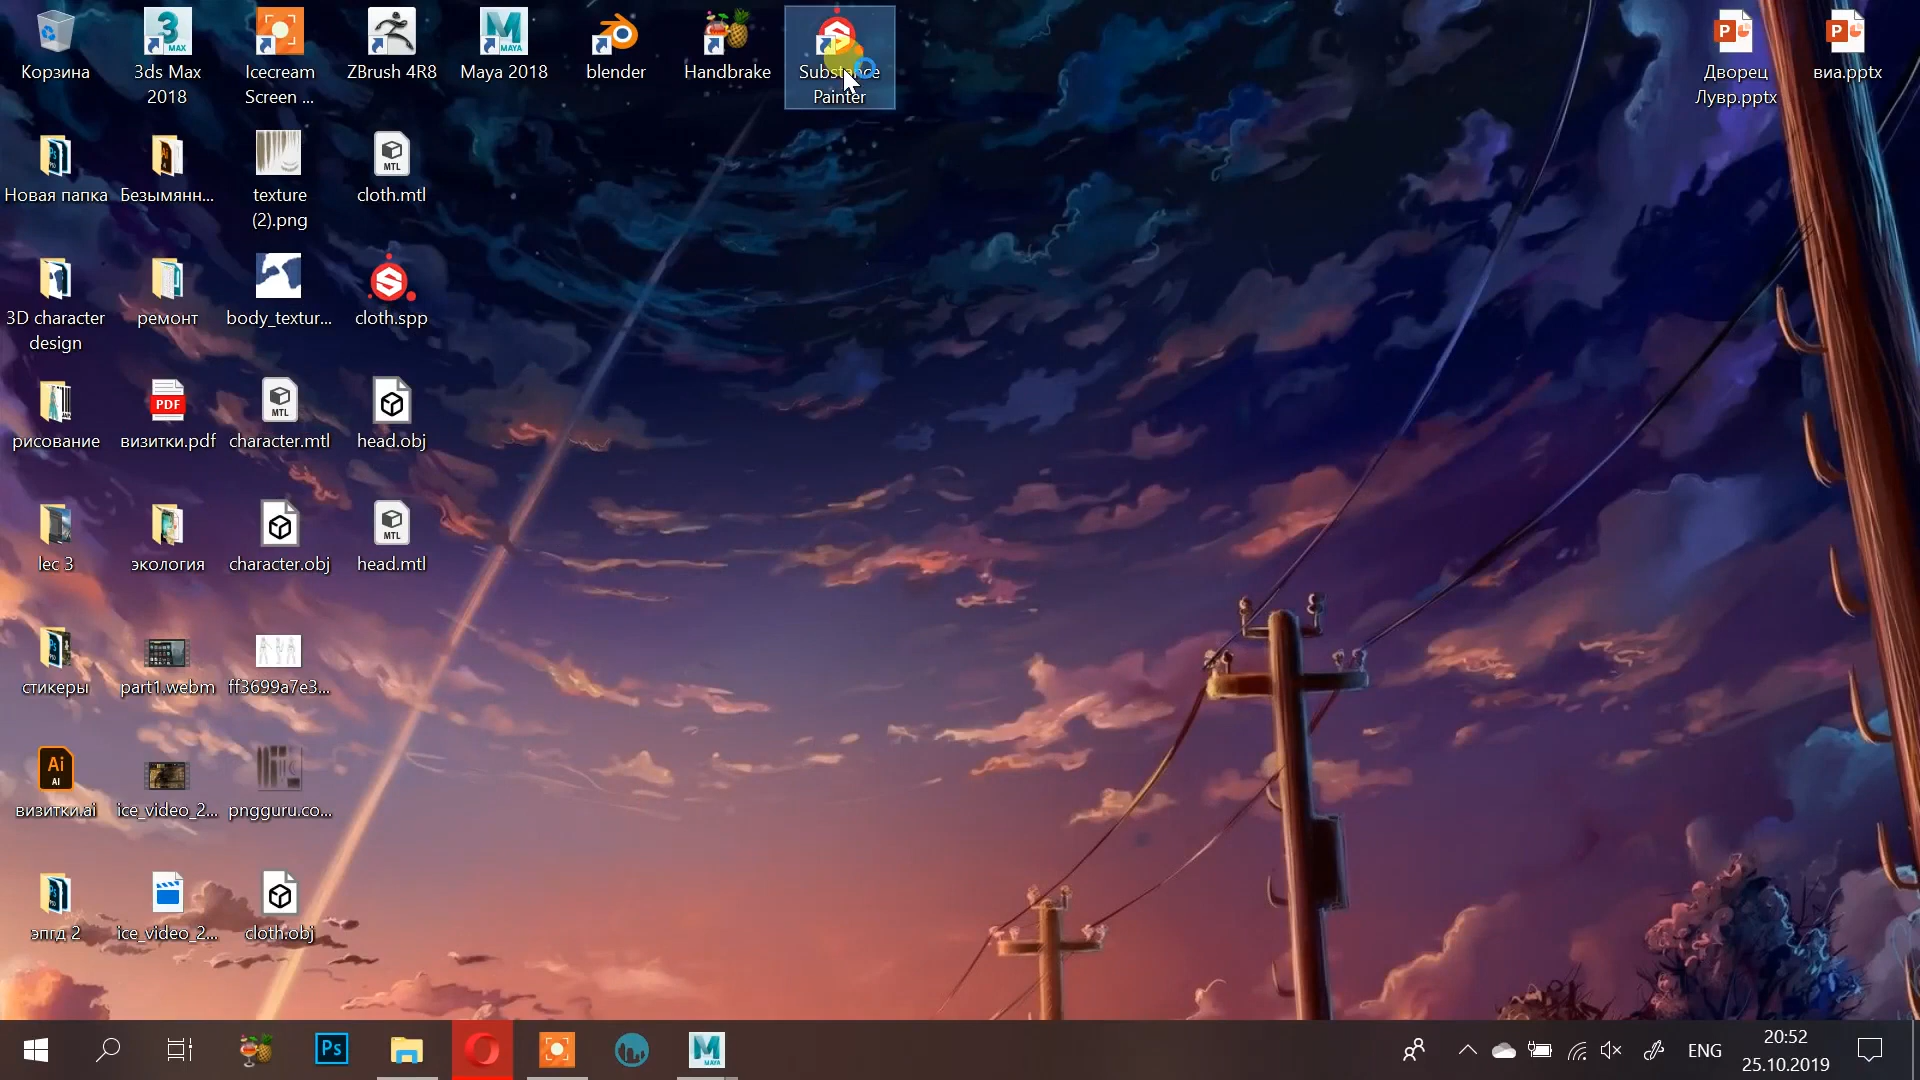 Корзина
3ds Max
2018
Icecream
Screen ...
ZBrush 4R8
Maya 2018
blender
Handbrake
Substance
Painter
Дворец
Лувр.pptx
виа.pptx
Новая папка
Безымянн...
texture
(2).png
cloth.mtl
3D character
design
ремонт
body_textur...
cloth.spp
рисование
визитки.pdf
character.mtl
head.obj
lec 3
экология
character.obj
head.mtl
стикеры
part1.webm
ff3699a7e3...
визитки.ai
ice_video_2...
pngguru.co...
эпгд 2
ice_video_2...
cloth.obj
ENG
20:52
25.10.2019